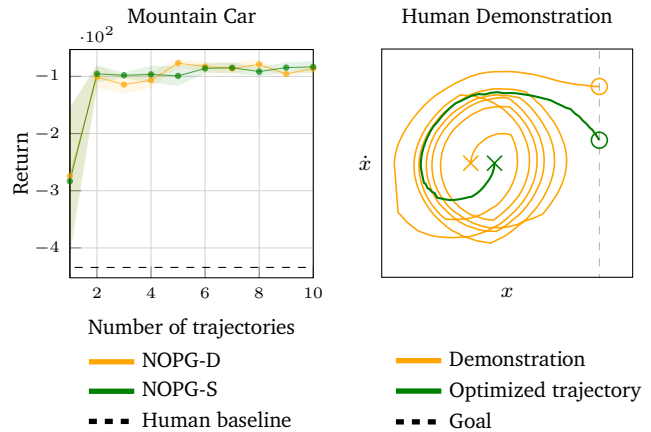 Mountain Car
Human Demonstration
·10²
−1
−2
−3
−4
Return
2
4
6
8
10
Number of trajectories
NOPG-D
NOPG-S
Human baseline
ẋ
x
Demonstration
Optimized trajectory
Goal